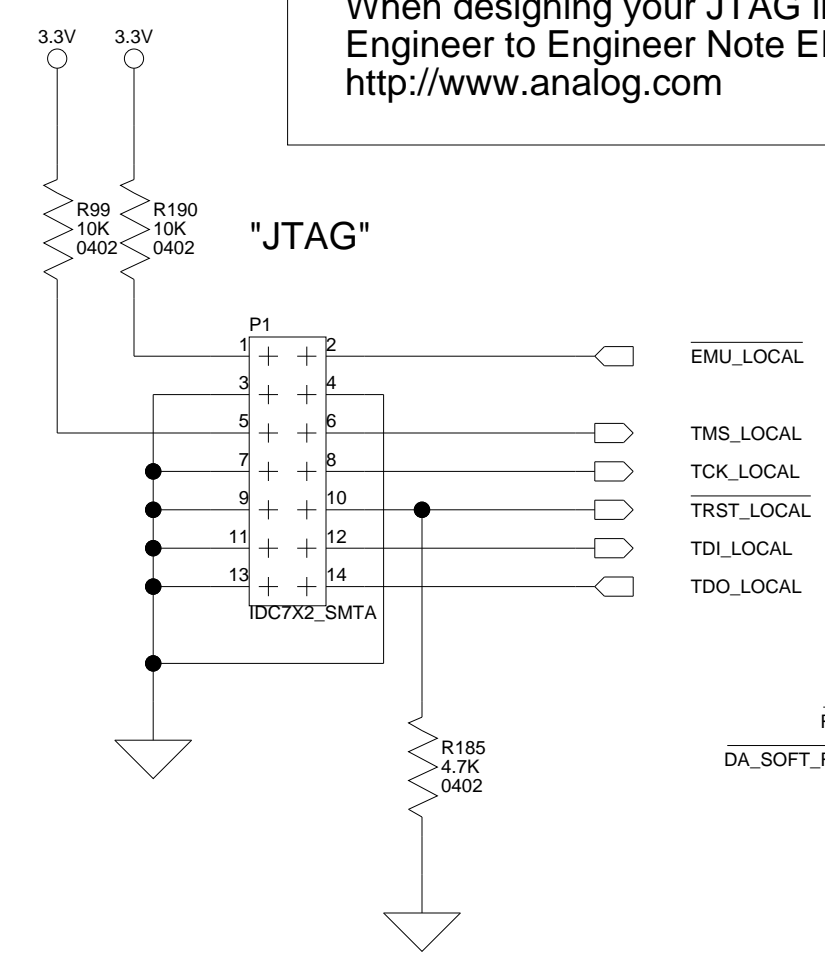 When designing your JTAG
Engineer to Engineer Note
http://www.analog.com
3.3V 3.3V
R99
10K
0402
R190
10K
0402
"JTAG"
P1
1 2
EMU_LOCAL
3 4
5 6
TMS_LOCAL
7 8
TCK_LOCAL
9 10
TRST_LOCAL
11 12
TDI_LOCAL
13 14
TDO_LOCAL
IDC7X2_SMTA
R185
4.7K
0402
DA_SOFT_